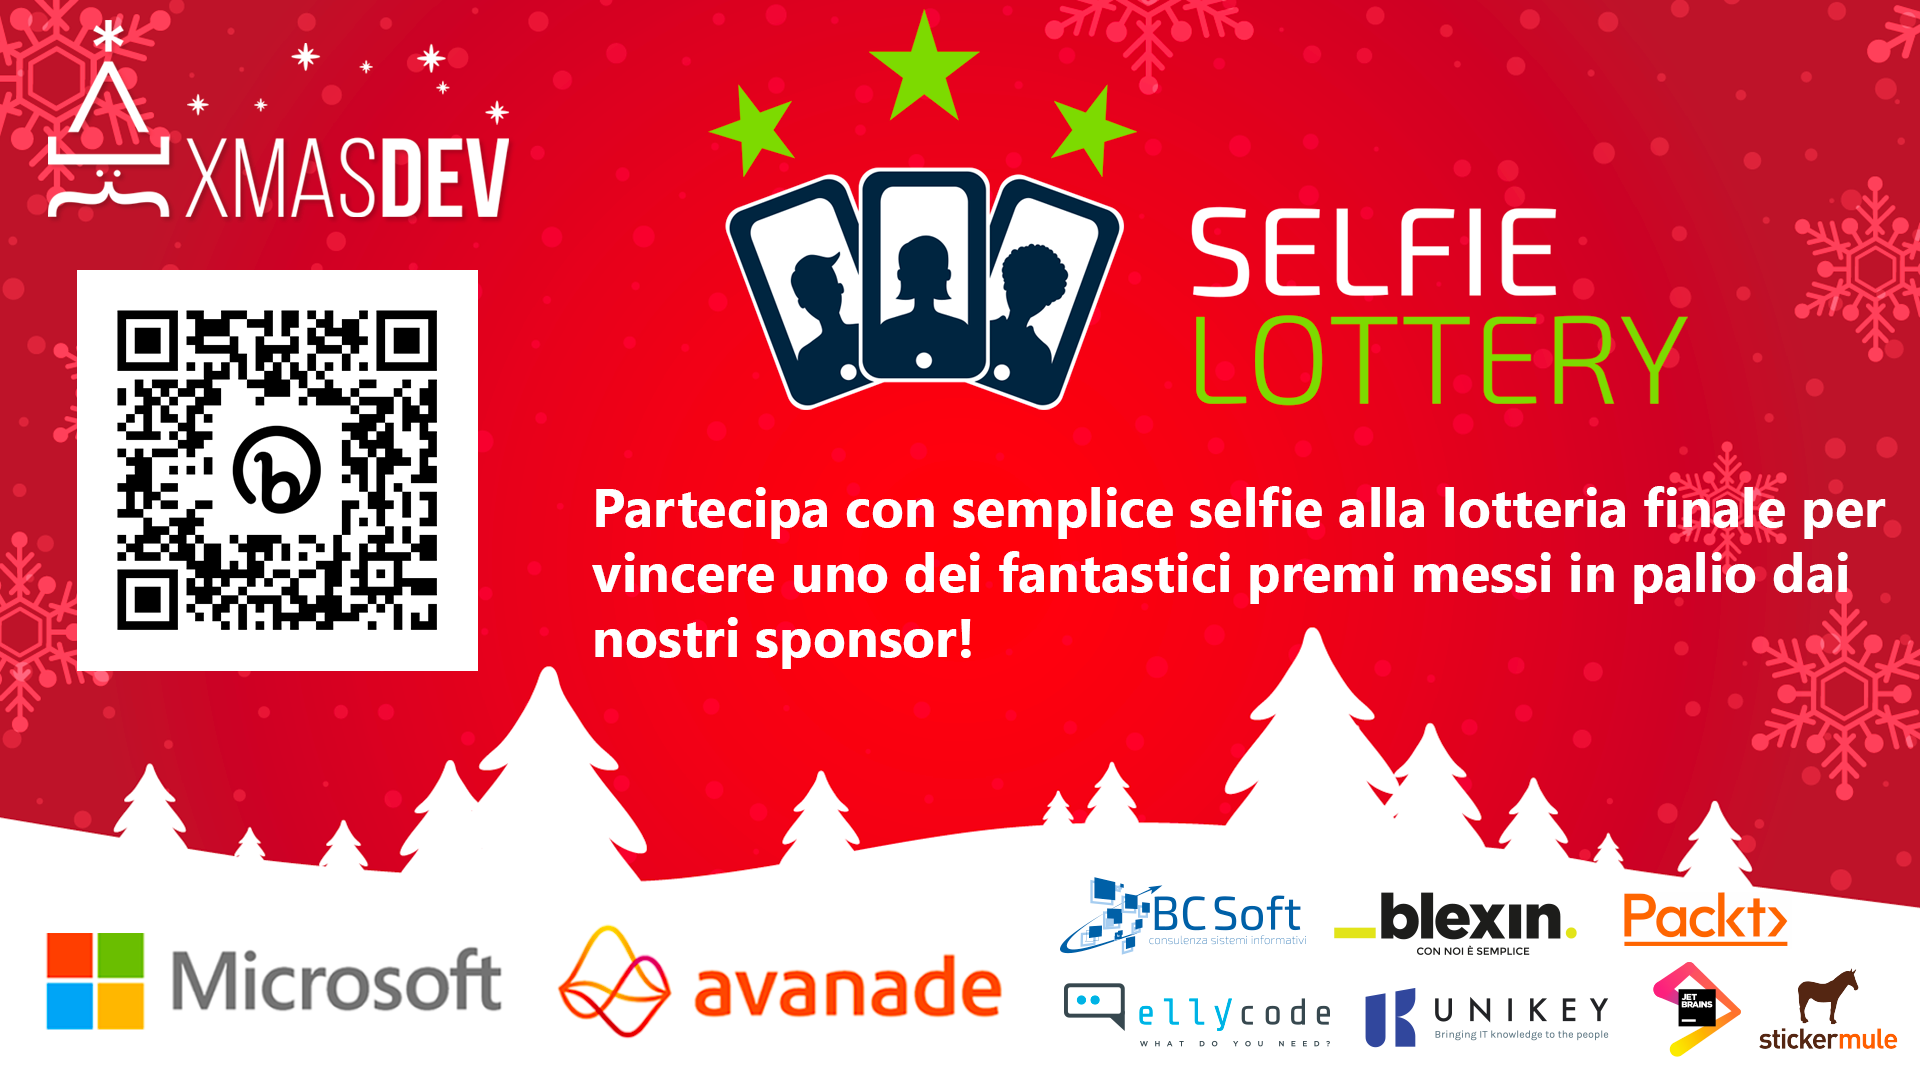 XMASDEV
SELFIE
LOTTERY
Partecipa con semplice selfie alla lotteria finale per
vincere uno dei fantastici premi messi in palio dai
nostri sponsor!
Microsoft
avanade
BC Soft
consulenza sistemi informativi
blexin.
CON NOI È SEMPLICE
Packt>
ellycode
WHAT DO YOU NEED?
UNIKEY
Bringing IT knowledge to the people
JET
BRAINS
stickermule